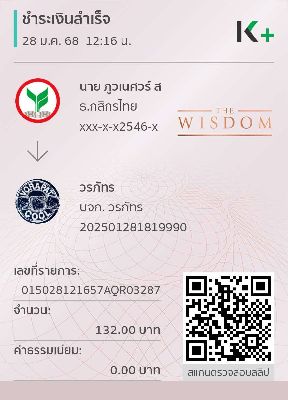 ชำระเงินสำเร็จ
28 ม.ค. 68 12:16 น.
K+
นาย ภูวเนศวร์ ส
ธ.กสิกรไทย
xxx-x-x2546-x
THE
WISDOM
VORAPAT
COOL
วรภัทร
บจก. วรภัทร
202501281819990
เลขที่รายการ:
015028121657AQR03287
จำนวน:
132.00 บาท
ค่าธรรมเนียม:
0.00 บาท
สแกนตรวจสอบสลิป